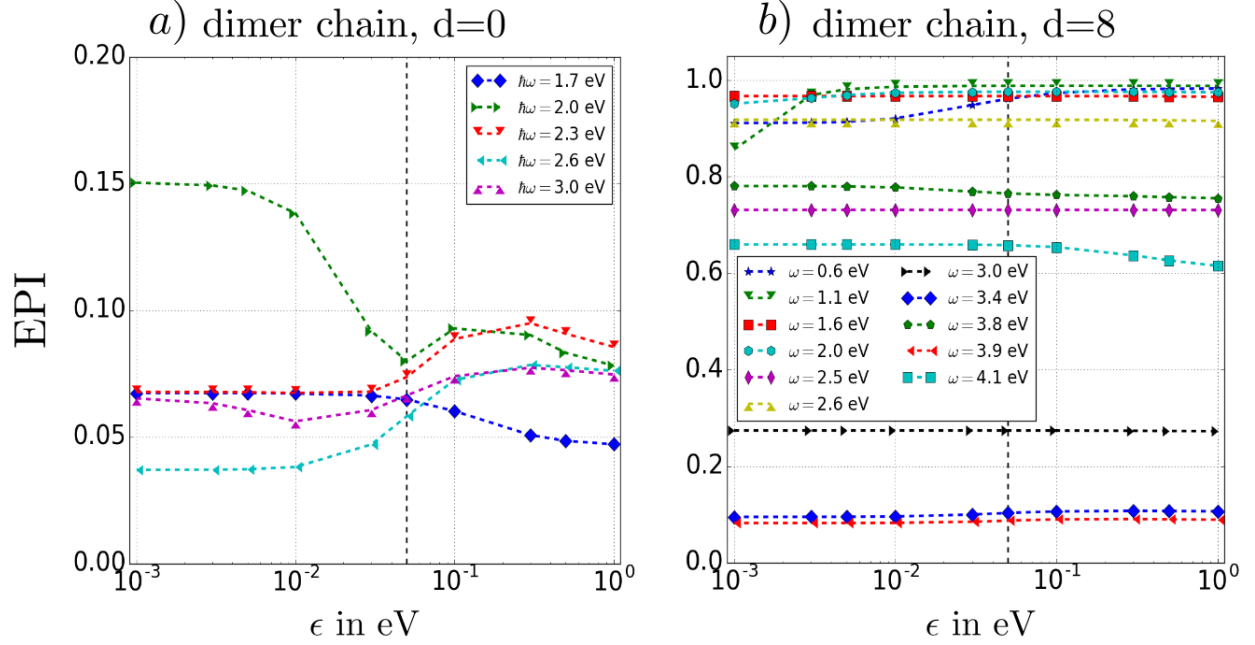 a) dimer chain, d=0
EPI
0.20
0.15
0.10
0.05
0.00
10⁻³
10⁻²
10⁻¹
10⁰
ϵ in eV
ℏω = 1.7 eV
ℏω = 2.0 eV
ℏω = 2.3 eV
ℏω = 2.6 eV
ℏω = 3.0 eV
b) dimer chain, d=8
1.0
0.8
0.6
0.4
0.2
0.0
10⁻³
10⁻²
10⁻¹
10⁰
ϵ in eV
ω = 0.6 eV
ω = 1.1 eV
ω = 1.6 eV
ω = 2.0 eV
ω = 2.5 eV
ω = 2.6 eV
ω = 3.0 eV
ω = 3.4 eV
ω = 3.8 eV
ω = 3.9 eV
ω = 4.1 eV